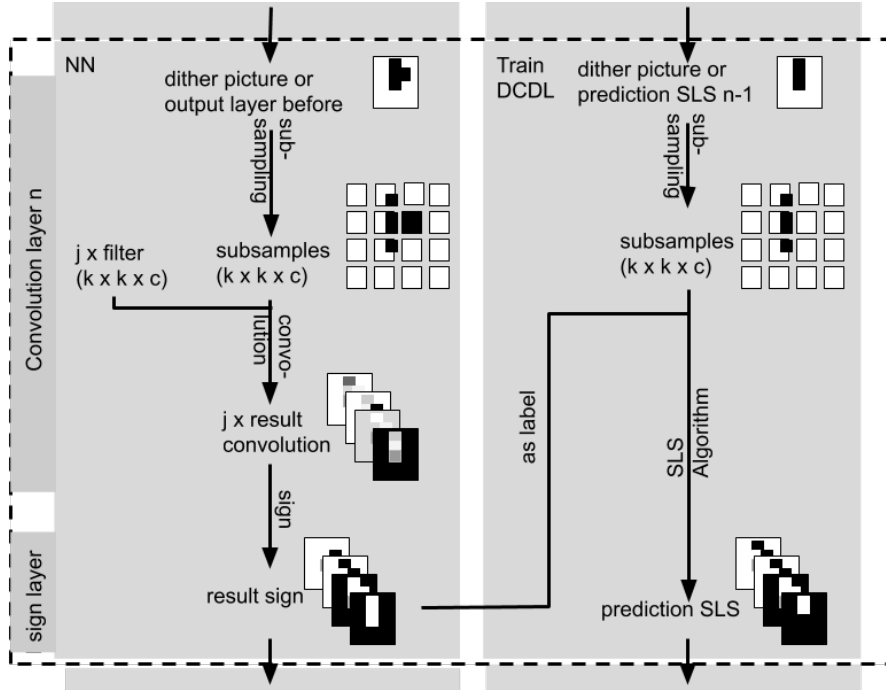 NN
dither picture or
output layer before
sub-
sampling
Convolution layer n
j x filter
(k x k x c)
subsamples
(k x k x c)
convo-
lution
j x result
convolution
sign
sign layer
result sign
Train
DCDL
dither picture or
prediction SLS n-1
sub-
sampling
subsamples
(k x k x c)
as label
SLS
Algorithm
prediction SLS